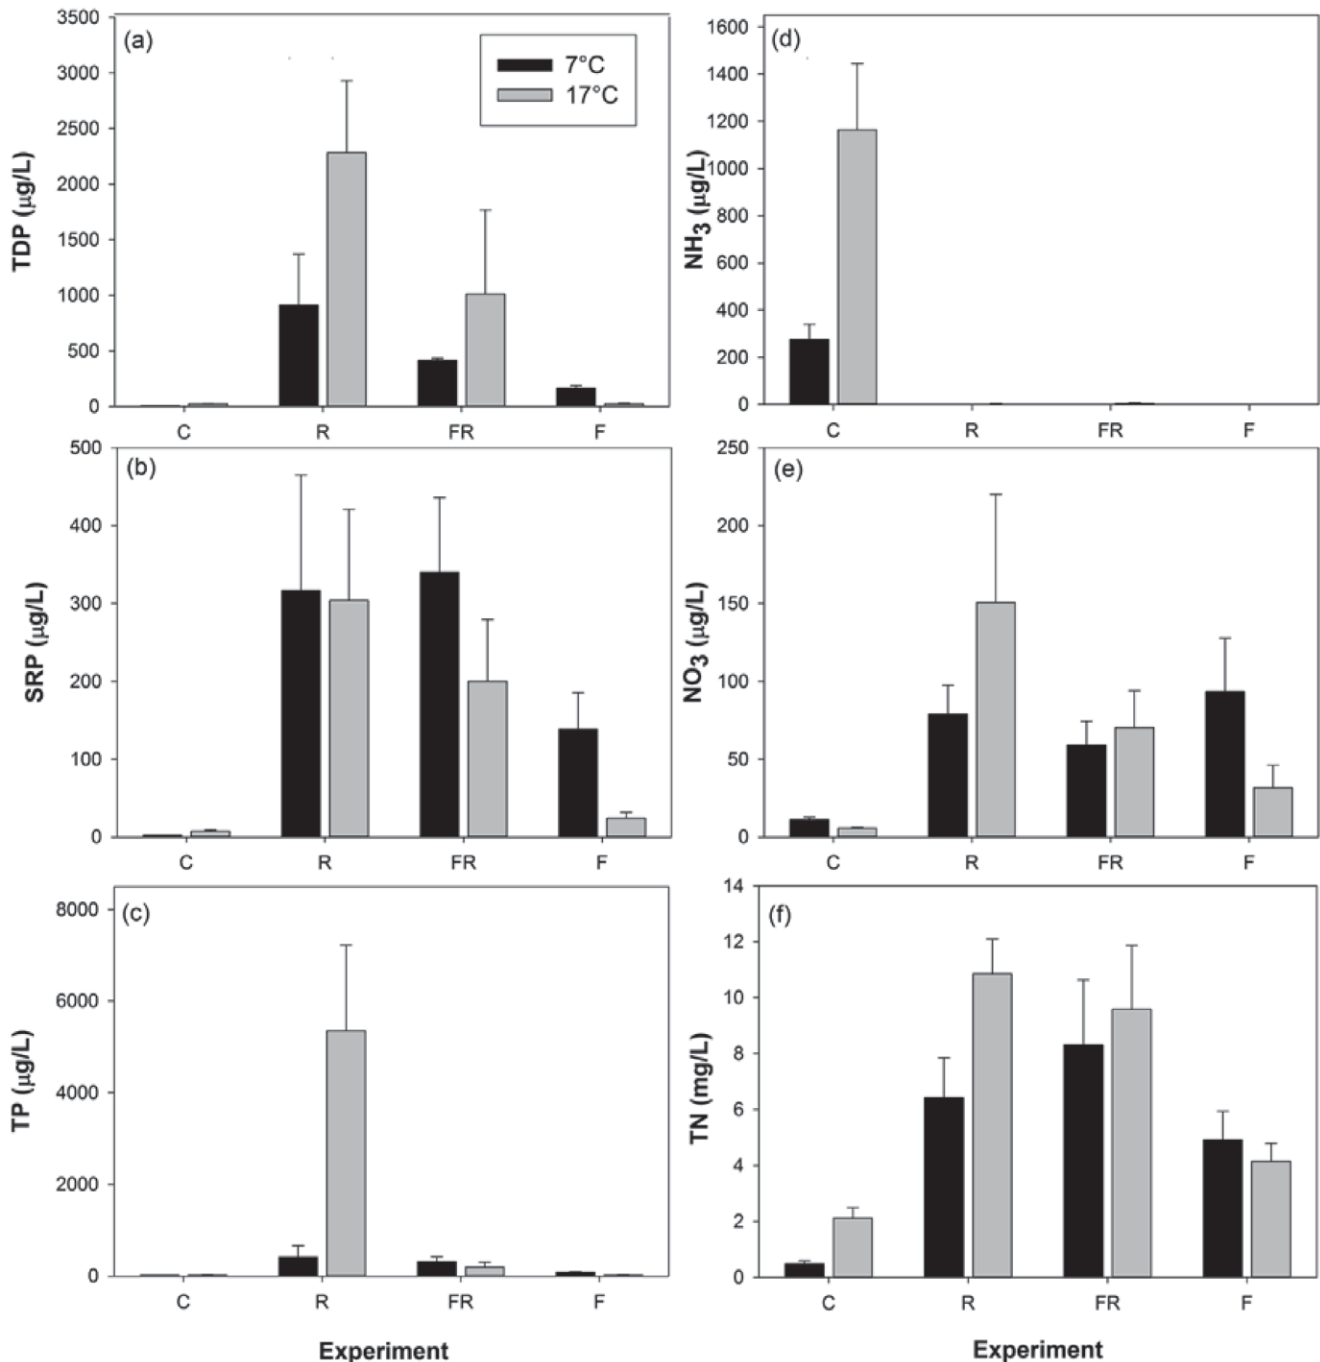 (a)
7°C
17°C
TDP (μg/L)
3500
3000
2500
2000
1500
1000
500
0
C R FR F
(d)
NH3 (μg/L)
1600
1400
1200
1000
800
600
400
200
0
C R FR F
(b)
SRP (μg/L)
500
400
300
200
100
0
C R FR F
(e)
NO3 (μg/L)
250
200
150
100
50
0
C R FR F
(c)
TP (μg/L)
8000
6000
4000
2000
0
C R FR F
Experiment
(f)
TN (mg/L)
14
12
10
8
6
4
2
0
C R FR F
Experiment